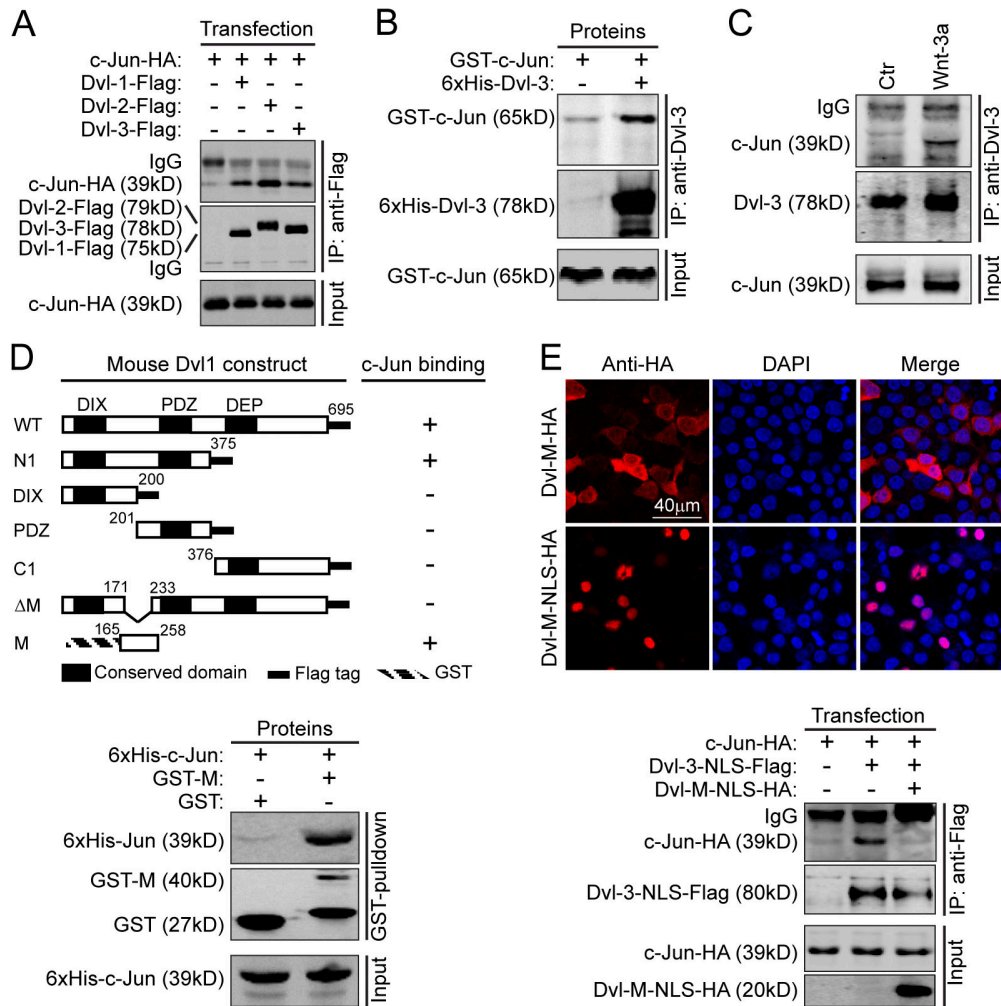 A
Transfection
c-Jun-HA: + + + +
Dvl-1-Flag: - + - -
Dvl-2-Flag: - - + -
Dvl-3-Flag: - - - +
IgG
c-Jun-HA (39kD)
Dvl-2-Flag (79kD)
Dvl-3-Flag (78kD)
Dvl-1-Flag (75kD)
IgG
IP: anti-Flag
c-Jun-HA (39kD)
Input
B
Proteins
GST-c-Jun: + +
6xHis-Dvl-3: - +
GST-c-Jun (65kD)
6xHis-Dvl-3 (78kD)
IP: anti-Dvl-3
GST-c-Jun (65kD)
Input
C
Ctr
Wnt-3a
IgG
c-Jun (39kD)
Dvl-3 (78kD)
IP: anti-Dvl-3
c-Jun (39kD)
Input
D
Mouse Dvl1 construct c-Jun binding
DIX PDZ DEP 695
WT +
375
N1 +
200
DIX -
201
PDZ -
376
C1 -
171 233
ΔM -
165 258
M +
Conserved domain Flag tag GST
Proteins
6xHis-c-Jun: + +
GST-M: - +
GST: + -
6xHis-Jun (39kD)
GST-M (40kD)
GST (27kD)
GST-pulldown
6xHis-c-Jun (39kD)
Input
E
Anti-HA DAPI Merge
Dvl-M-HA
40μm
Dvl-M-NLS-HA
Transfection
c-Jun-HA: + + +
Dvl-3-NLS-Flag: - + +
Dvl-M-NLS-HA: - - +
IgG
c-Jun-HA (39kD)
Dvl-3-NLS-Flag (80kD)
IP: anti-Flag
c-Jun-HA (39kD)
Dvl-M-NLS-HA (20kD)
Input